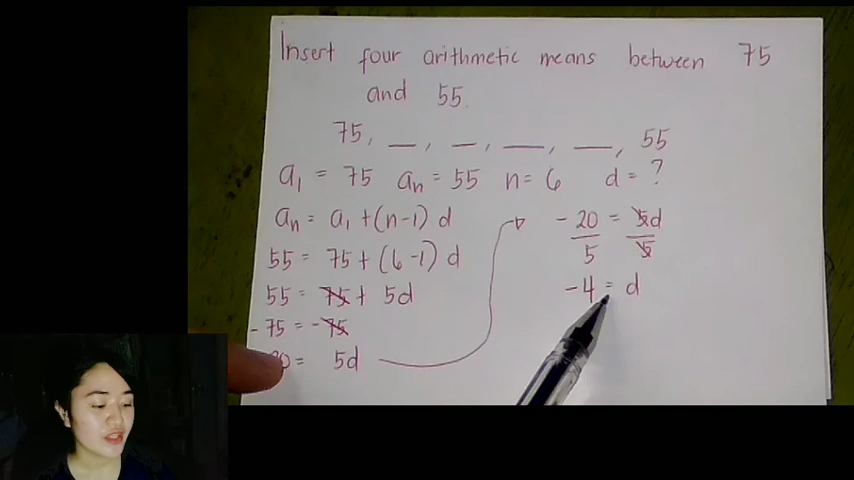 Insert four arithmetic means between 75
and 55.
75, __, __, __, __, 55
a₁ = 75 aₙ = 55 n = 6 d = ?
aₙ = a₁ + (n-1) d
55 = 75 + (6-1) d
55 = 75 + 5d
-75 = -75
20 = 5d
-20 = 5d
5 5
-4 = d